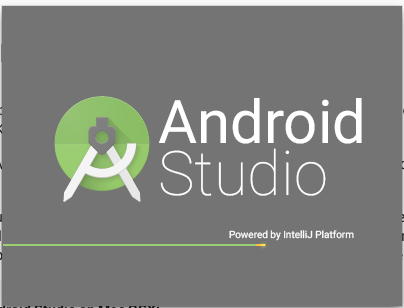 Android
Studio
Powered by IntelliJ Platform